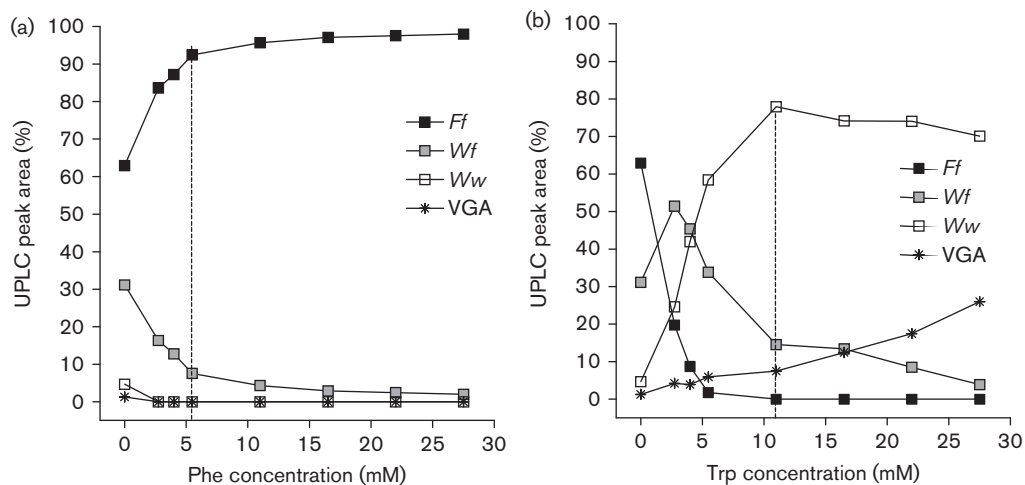 (a)
100
90
80
70
60
50
40
30
20
10
0
UPLC peak area (%)
Ff
Wf
Ww
VGA
0 5 10 15 20 25 30
Phe concentration (mM)
(b)
100
90
80
70
60
50
40
30
20
10
0
UPLC peak area (%)
Ff
Wf
Ww
VGA
0 5 10 15 20 25 30
Trp concentration (mM)